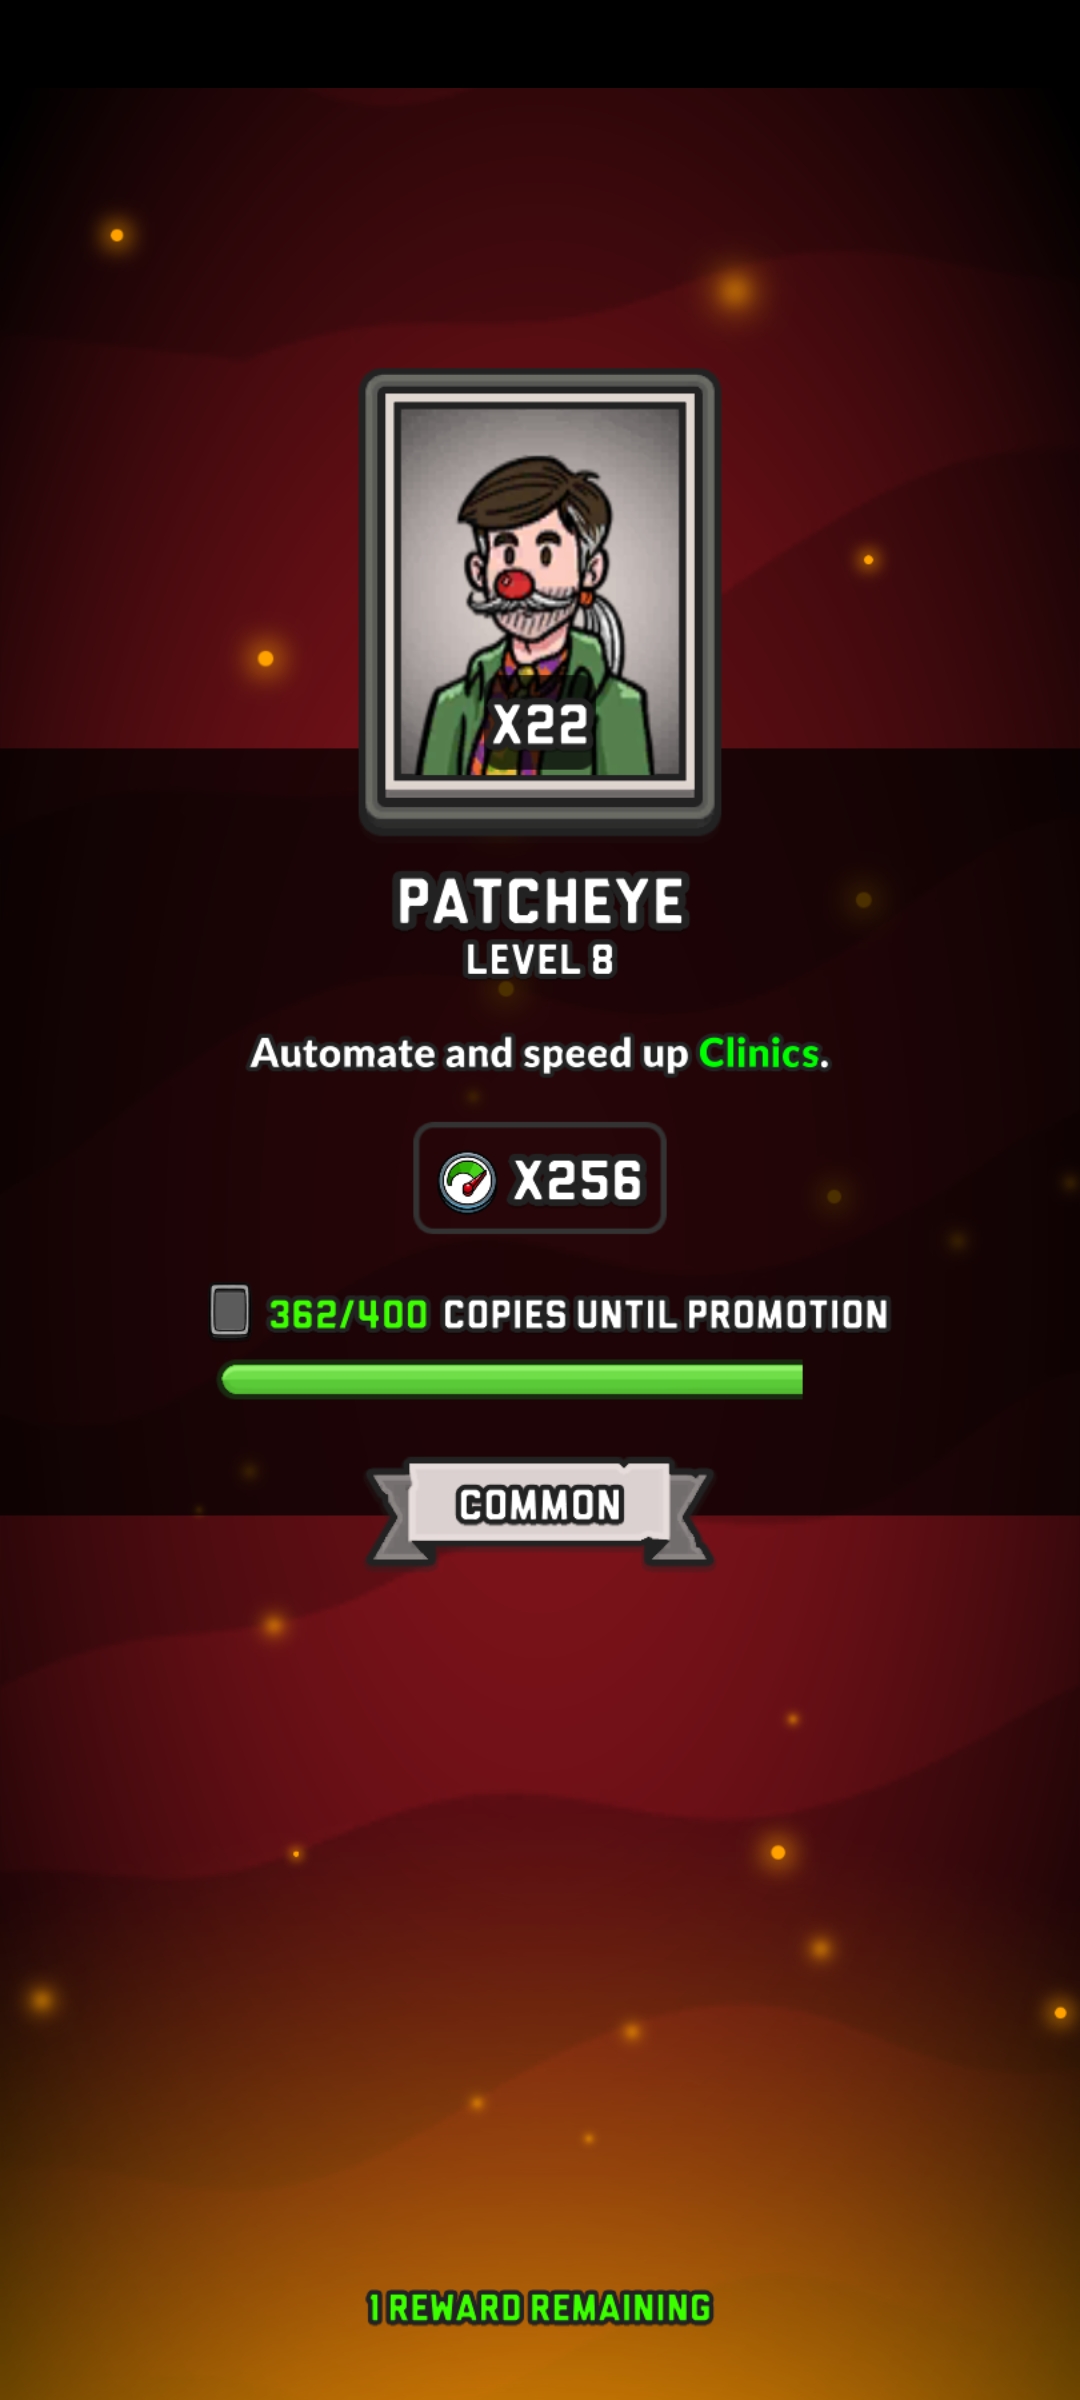 X22
PATCHEYE
LEVEL 8
Automate and speed up Clinics.
X256
362/400 COPIES UNTIL PROMOTION
COMMON
1 REWARD REMAINING